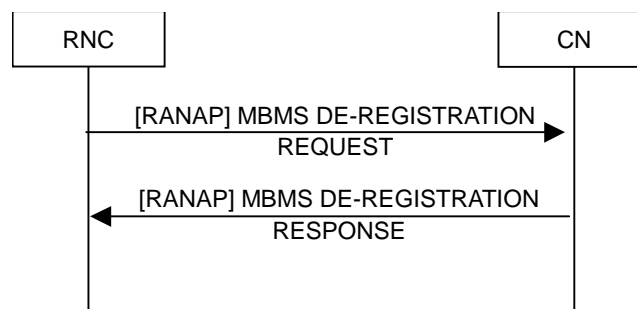 RNC
CN
[RANAP] MBMS DE-REGISTRATION
REQUEST
[RANAP] MBMS DE-REGISTRATION
RESPONSE